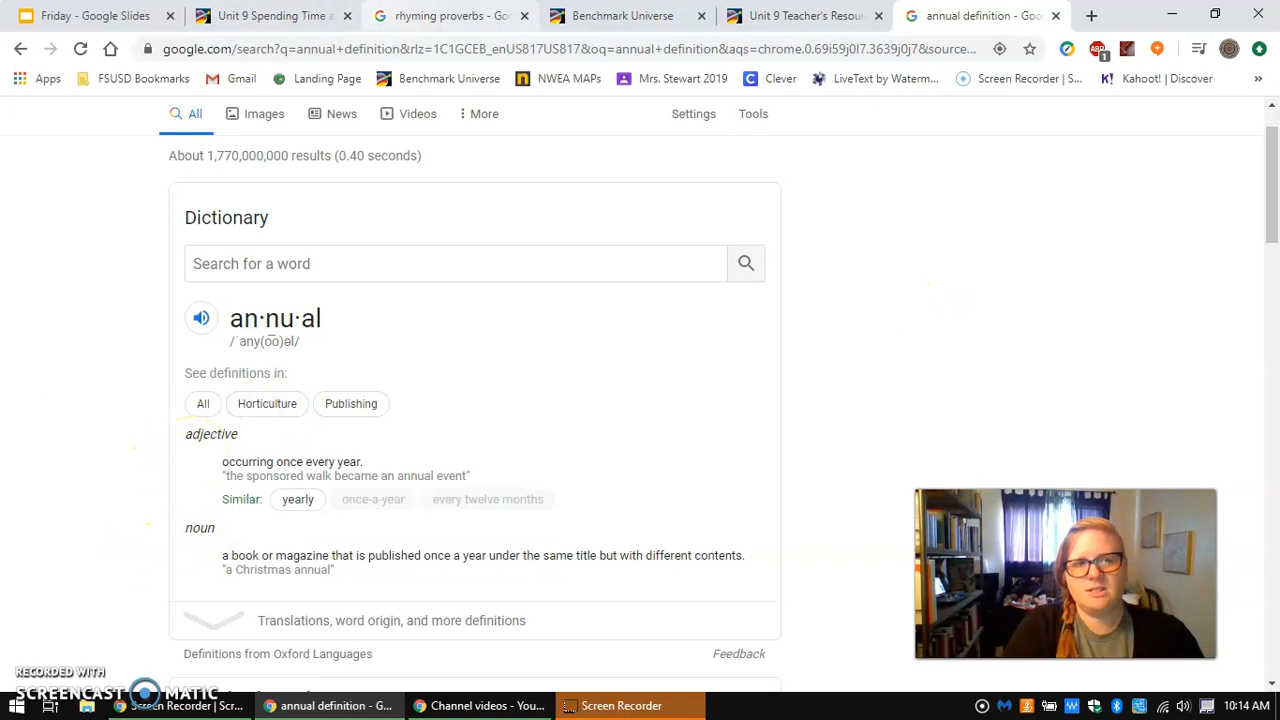 Friday - Google Slides × Unit 9 Spending Time a × rhyming proverbs - Goo × Benchmark Universe × Unit 9 Teacher's Resour × annual definition - Goo ×
google.com/search?q=annual+definition&rlz=1C1GCEB_enUS817US817&oq=annual+definition&aqs=chrome.0.69i59j0l7.3639j0j7&source...
Apps FSUSD Bookmarks Gmail Landing Page Benchmark Universe NWEA MAPs Mrs. Stewart 2019 Clever LiveText by Waterm... Screen Recorder | S... Kahoot! | Discover »
All Images News Videos More Settings Tools
About 1,770,000,000 results (0.40 seconds)
Dictionary
Search for a word
an·nu·al
/ˈany(o͞o)əl/
See definitions in:
All Horticulture Publishing
adjective
occurring once every year.
"the sponsored walk became an annual event"
Similar: yearly once-a-year every twelve months
noun
a book or magazine that is published once a year under the same title but with different contents.
"a Christmas annual"
Translations, word origin, and more definitions
Definitions from Oxford Languages Feedback
RECORDED WITH
SCREENCAST MATIC
Screen Recorder | Scr... annual definition - G... Channel videos - You... Screen Recorder 10:14 AM